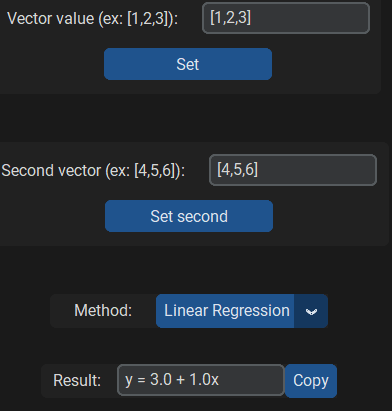 Vector value (ex: [1,2,3]): [1,2,3]
Set
Second vector (ex: [4,5,6]): [4,5,6]
Set second
Method: Linear Regression
Result: y = 3.0 + 1.0x Copy